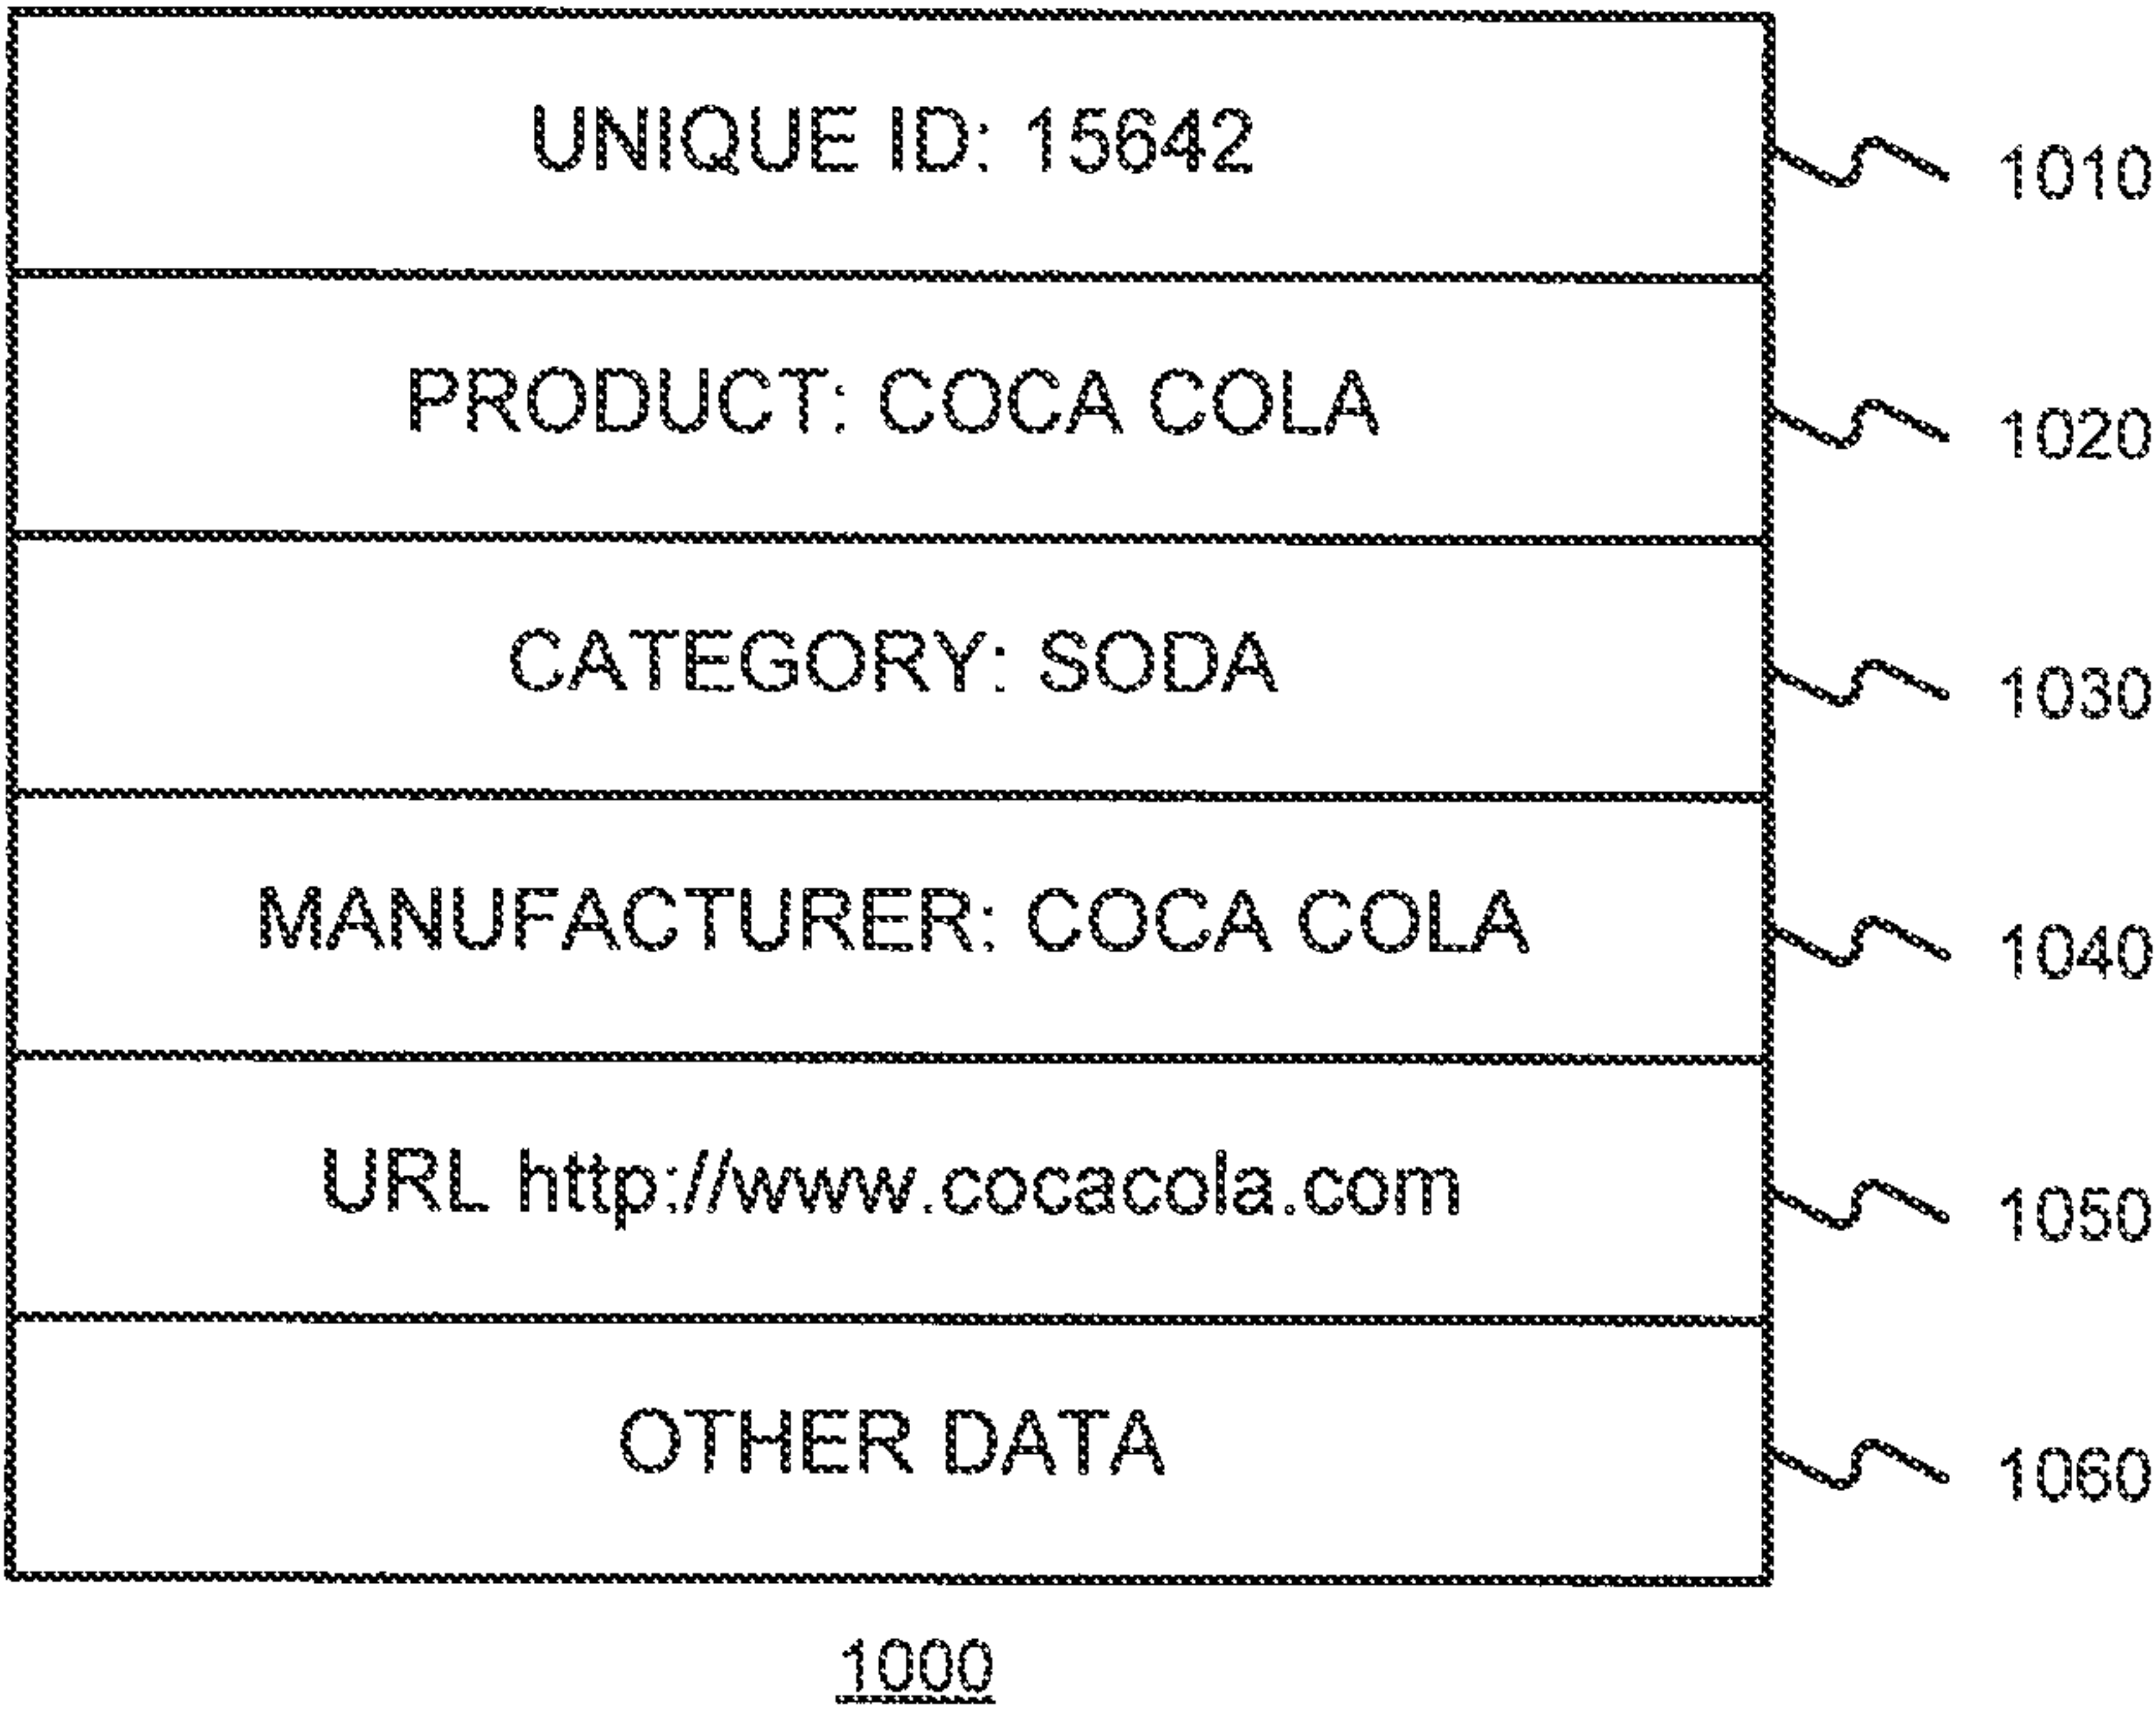 UNIQUE ID: 15642
1010
PRODUCT: COCA COLA
1020
CATEGORY: SODA
1030
MANUFACTURER: COCA COLA
1040
URL http://www.cocacola.com
1050
OTHER DATA
1060
1000